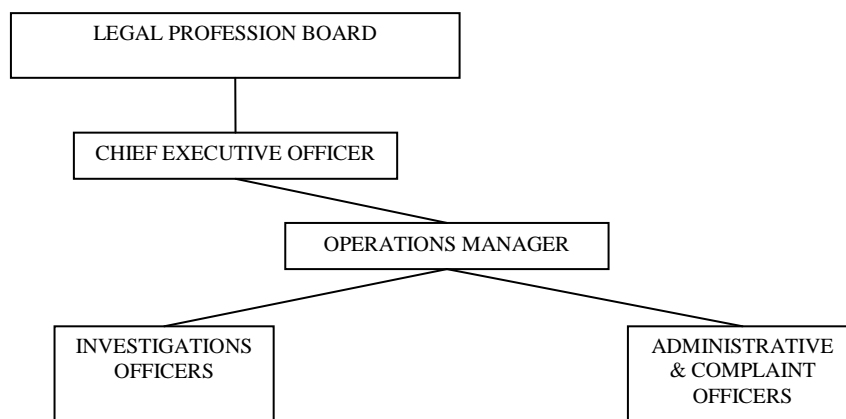 LEGAL PROFESSION BOARD
CHIEF EXECUTIVE OFFICER
OPERATIONS MANAGER
INVESTIGATIONS
OFFICERS
ADMINISTRATIVE
& COMPLAINT
OFFICERS